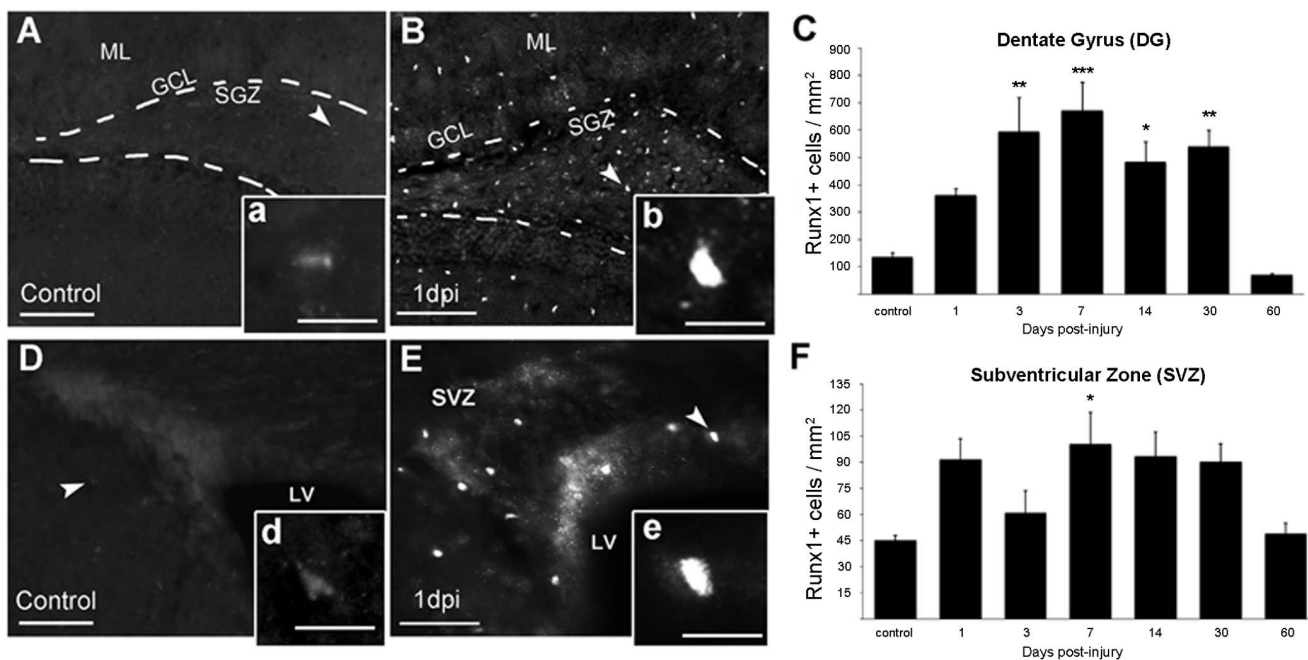 A
ML
GCL
SGZ
a
Control
B
ML
GCL
SGZ
b
1dpi
C
Dentate Gyrus (DG)
Runx1+ cells / mm²
900
800
700
600
500
400
300
200
100
**
***
*
**
control 1 3 7 14 30 60
Days post-injury
D
LV
d
Control
E
SVZ
LV
e
1dpi
F
Subventricular Zone (SVZ)
Runx1+ cells / mm²
135
120
105
90
75
60
45
30
15
*
control 1 3 7 14 30 60
Days post-injury